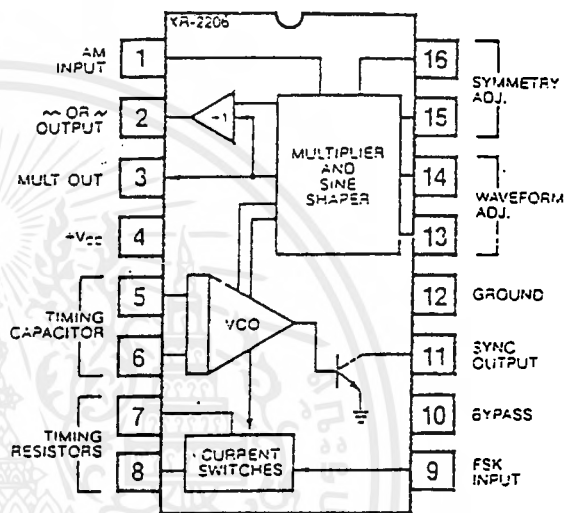 XR-2206
AM
INPUT
1
16
SYMMETRY
ADJ.
OR
OUTPUT
2
+1
15
MULTIPLIER
AND
SINE
SHAPER
MULT OUT
3
14
WAVEFORM
ADJ.
+VCC
4
13
TIMING
CAPACITOR
5
12
GROUND
VCO
6
11
SYNC
OUTPUT
TIMING
RESISTORS
7
10
BYPASS
8
CURRENT
SWITCHES
9
FSK
INPUT